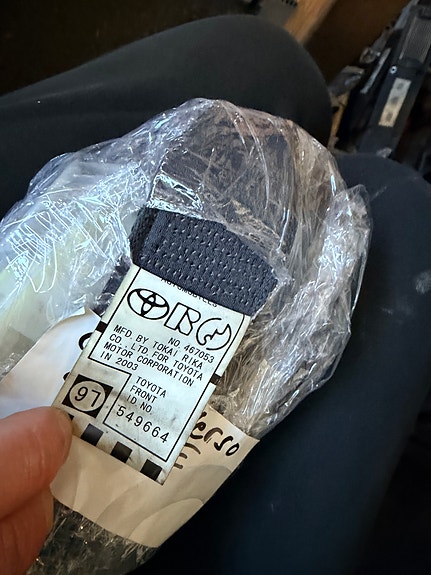 NO 467053
MFD. BY TOKAI RIKA
CO., LTD. FOR TOYOTA
MOTOR CORPORATION
IN 2003
97
TOYOTA
FRONT
ID NO.
549664